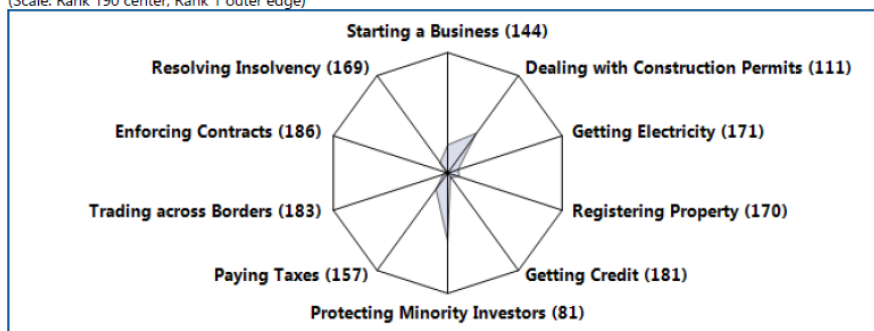 (Scale: Rank 190 center, Rank 1 outer edge)
Starting a Business (144)
Resolving Insolvency (169)
Dealing with Construction Permits (111)
Enforcing Contracts (186)
Getting Electricity (171)
Trading across Borders (183)
Registering Property (170)
Paying Taxes (157)
Getting Credit (181)
Protecting Minority Investors (81)